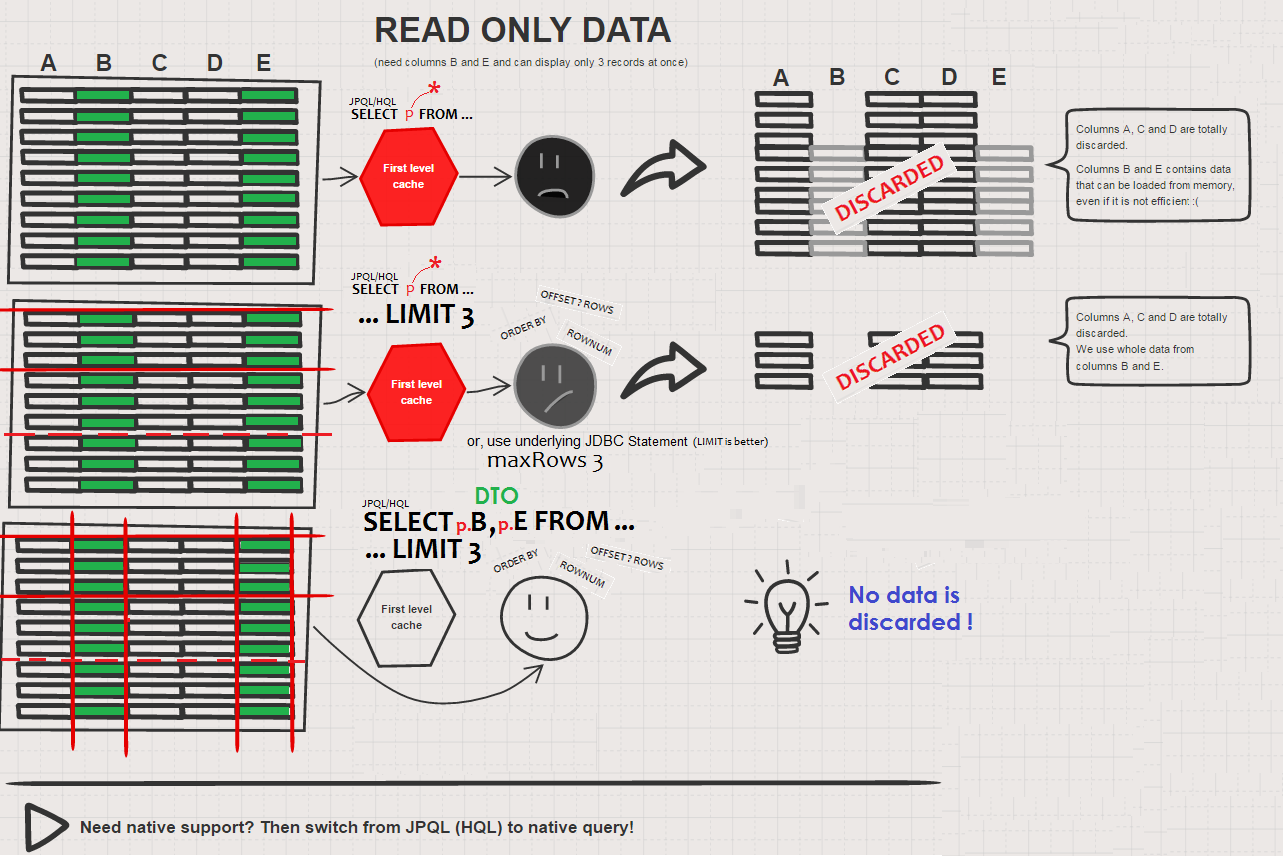 READ ONLY DATA
(need columns B and E and can display only 3 records at once)
A B C D E
JPQL/HQL
*
SELECT p FROM ...
First level
cache
A B C D E
DISCARDED
Columns A, C and D are totally
discarded.
Columns B and E contains data
that can be loaded from memory,
even if it is not efficient :(
JPQL/HQL
*
SELECT p FROM ...
... LIMIT 3
OFFSET ? ROWS
ORDER BY
ROWNUM
First level
cache
or, use underlying JDBC Statement (LIMIT is better)
maxRows 3
DISCARDED
Columns A, C and D are totally
discarded.
We use whole data from
columns B and E.
DTO
JPQL/HQL
SELECT p.B, p.E FROM ...
... LIMIT 3
ORDER BY
ROWNUM
OFFSET ? ROWS
First level
cache
No data is
discarded !
Need native support? Then switch from JPQL (HQL) to native query!